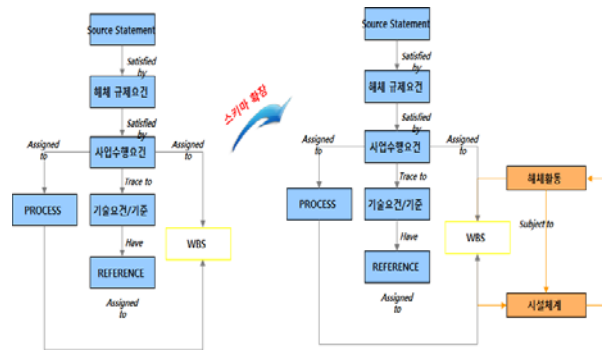 Source Statement
Satisfied
by
해체 규제요건
Satisfied
by
Assigned
to
Assigned
to
사업수행요건
Trace to
PROCESS
기술요건/기준
WBS
Have
REFERENCE
Assigned
to
스키마 확장
Source Statement
Satisfied
by
해체 규제요건
Satisfied
by
Assigned
to
Assigned
to
사업수행요건
Trace to
해체활동
PROCESS
기술요건/기준
Subject to
WBS
Have
REFERENCE
Assigned
to
시설체계